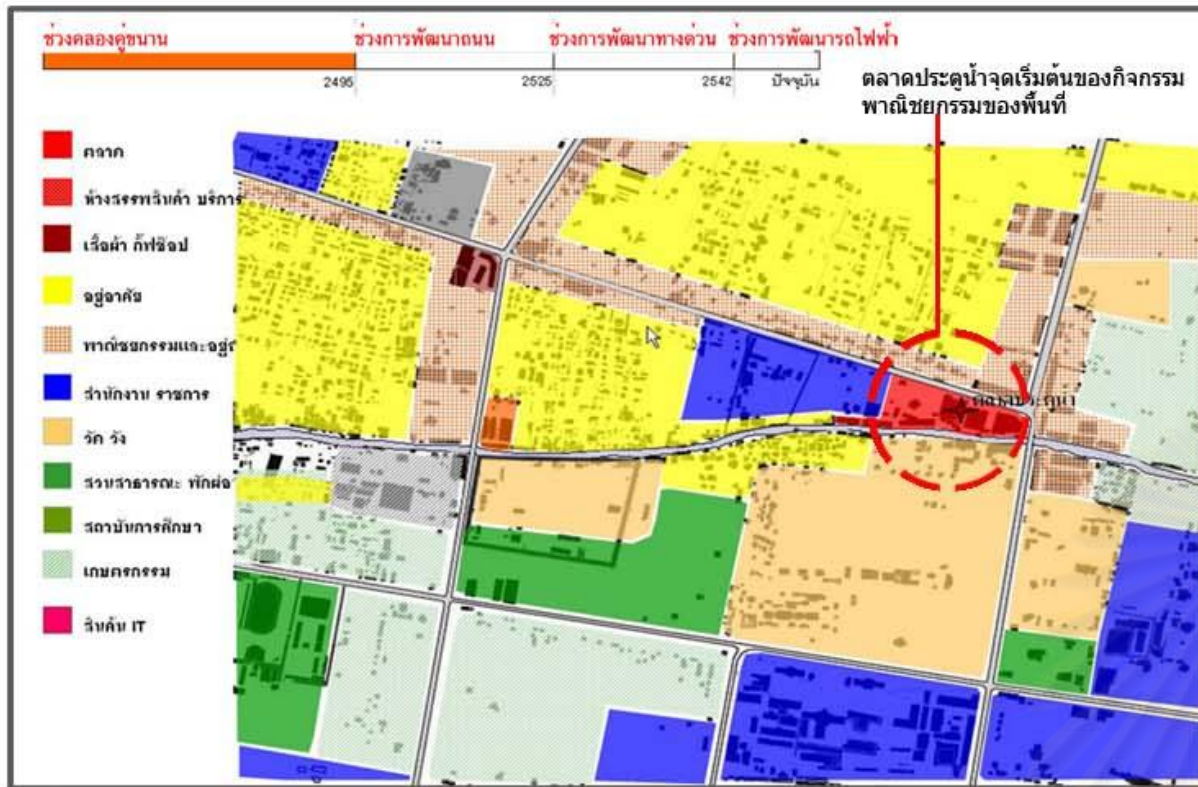 ช่วงคลองคู่ขนาน ช่วงการพัฒนาถนน ช่วงการพัฒนาทางด่วน ช่วงการพัฒนารถไฟฟ้า
2495 2525 2542 ปัจจุบัน
ตลาดประตูน้ำจุดเริ่มต้นของกิจกรรม
พาณิชยกรรมของพื้นที่
ตลาด
ห้างสรรพสินค้า บริการ
เสื้อผ้า กิ๊ฟช๊อป
อยู่อาศัย
พาณิชยกรรมและอยู่อ
สำนักงาน ราชการ
วัด วัง
สวนสาธารณะ พักผ่อ
สถาบันการศึกษา
เกษตรกรรม
สินค้า IT
ตลาดประตูน้ำ